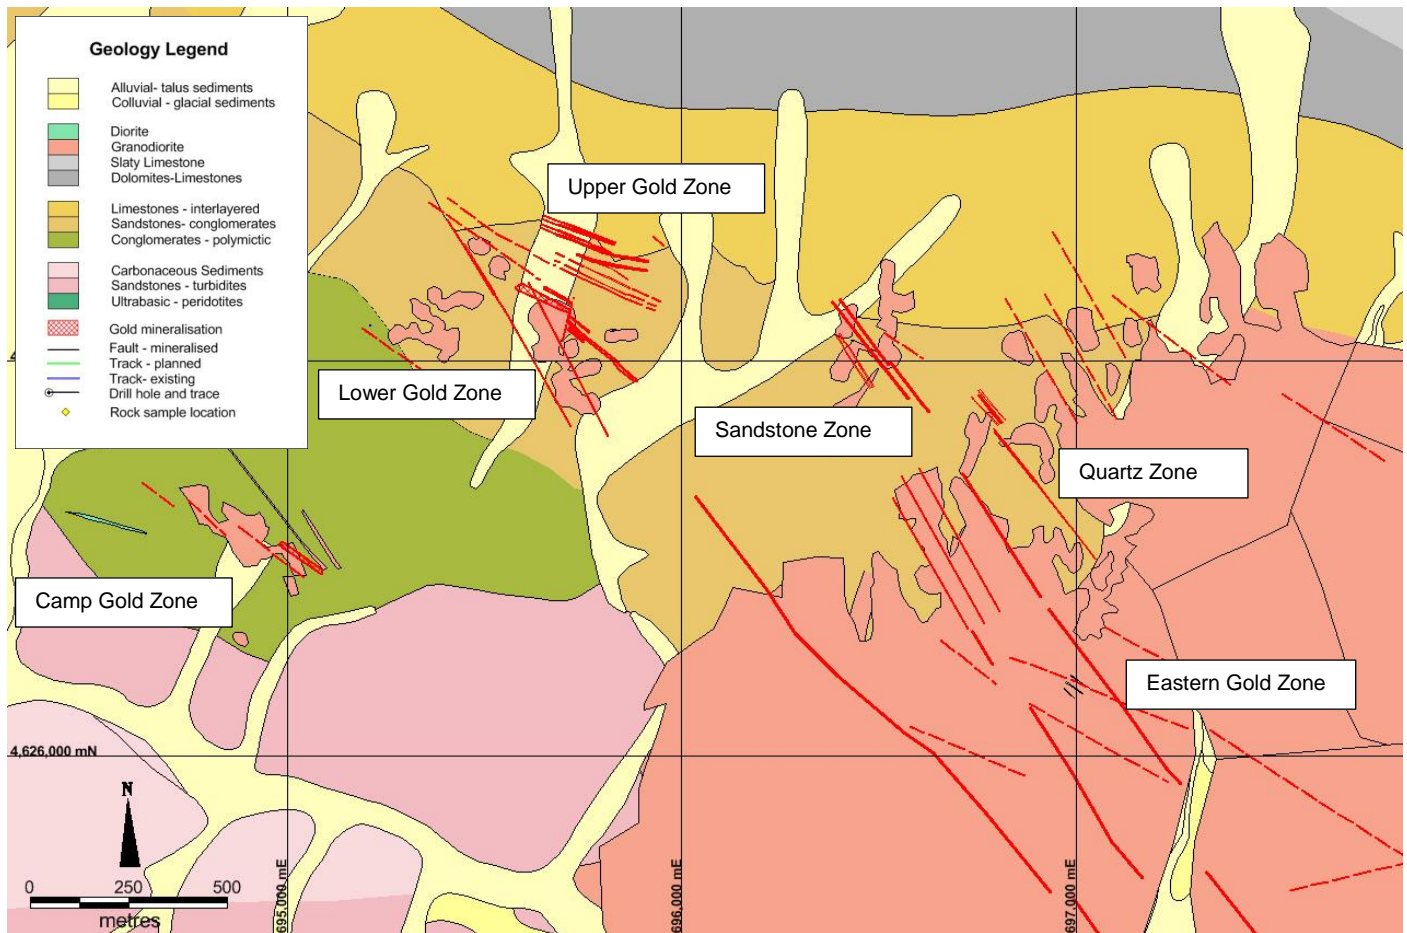 Geology Legend
Alluvial- talus sediments
Colluvial - glacial sediments
Diorite
Granodiorite
Slaty Limestone
Dolomites-Limestones
Limestones - interlayered
Sandstones- conglomerates
Conglomerates - polymictic
Carbonaceous Sediments
Sandstones - turbidites
Ultrabasic - peridotites
Gold mineralisation
Fault - mineralised
Track - planned
Track- existing
Drill hole and trace
Rock sample location
Upper Gold Zone
Lower Gold Zone
Sandstone Zone
Quartz Zone
Camp Gold Zone
Eastern Gold Zone
4,626,000 mN
N
0 250 500
metres
695,000 mE
696,000 mE
697,000 mE